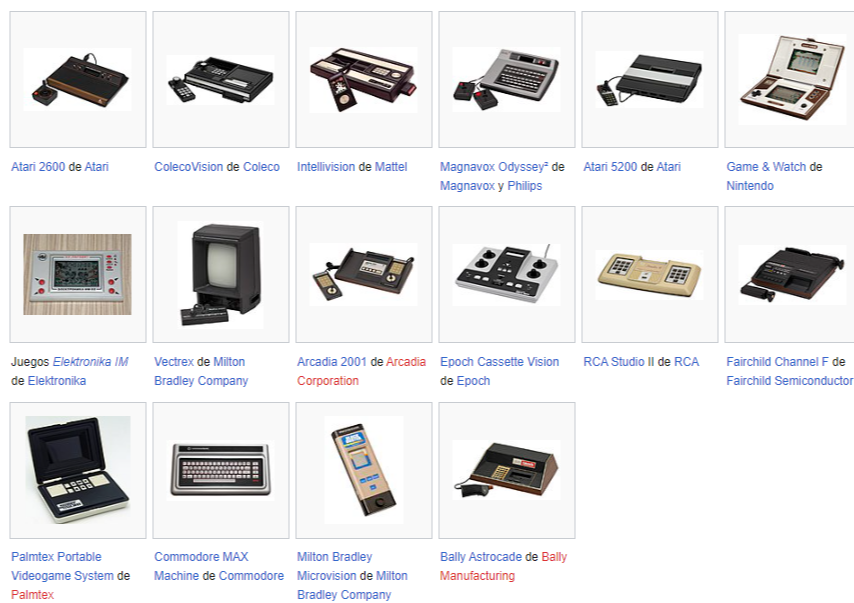 Atari 2600 de Atari
ColecoVision de Coleco
Intellivision de Mattel
Magnavox Odyssey² de
Magnavox y Philips
Atari 5200 de Atari
Game & Watch de
Nintendo
Juegos Elektronika IM
de Elektronika
Vectrex de Milton
Bradley Company
Arcadia 2001 de Arcadia
Corporation
Epoch Cassette Vision
de Epoch
RCA Studio II de RCA
Fairchild Channel F de
Fairchild Semiconductor
Palmtex Portable
Videogame System de
Palmtex
Commodore MAX
Machine de Commodore
Milton Bradley
Microvision de Milton
Bradley Company
Bally Astrocade de Bally
Manufacturing